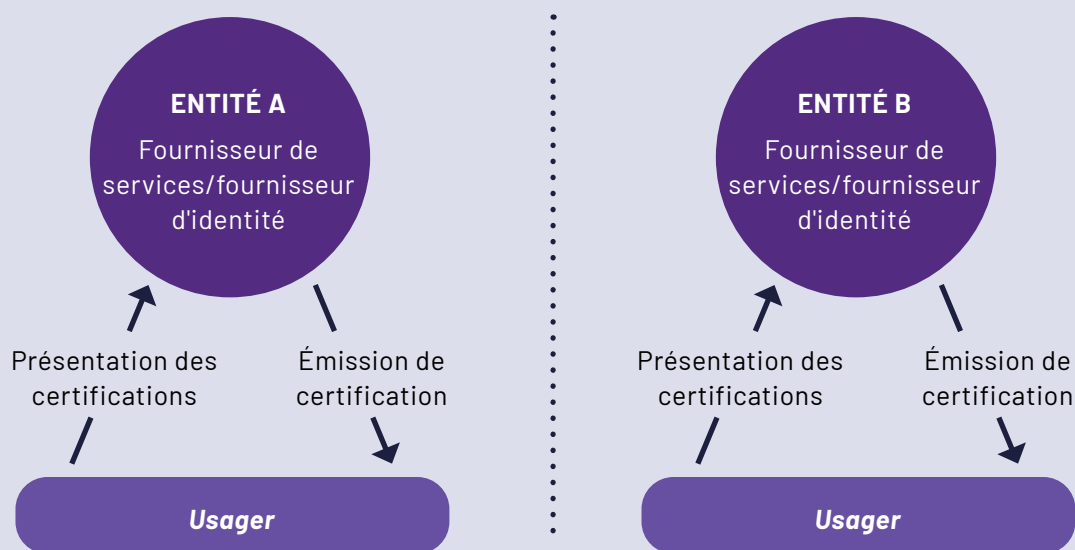 ENTITÉ A
Fournisseur de
services/fournisseur
d'identité
Présentation des
certifications
Émission de
certification
Usager
ENTITÉ B
Fournisseur de
services/fournisseur
d'identité
Présentation des
certifications
Émission de
certification
Usager